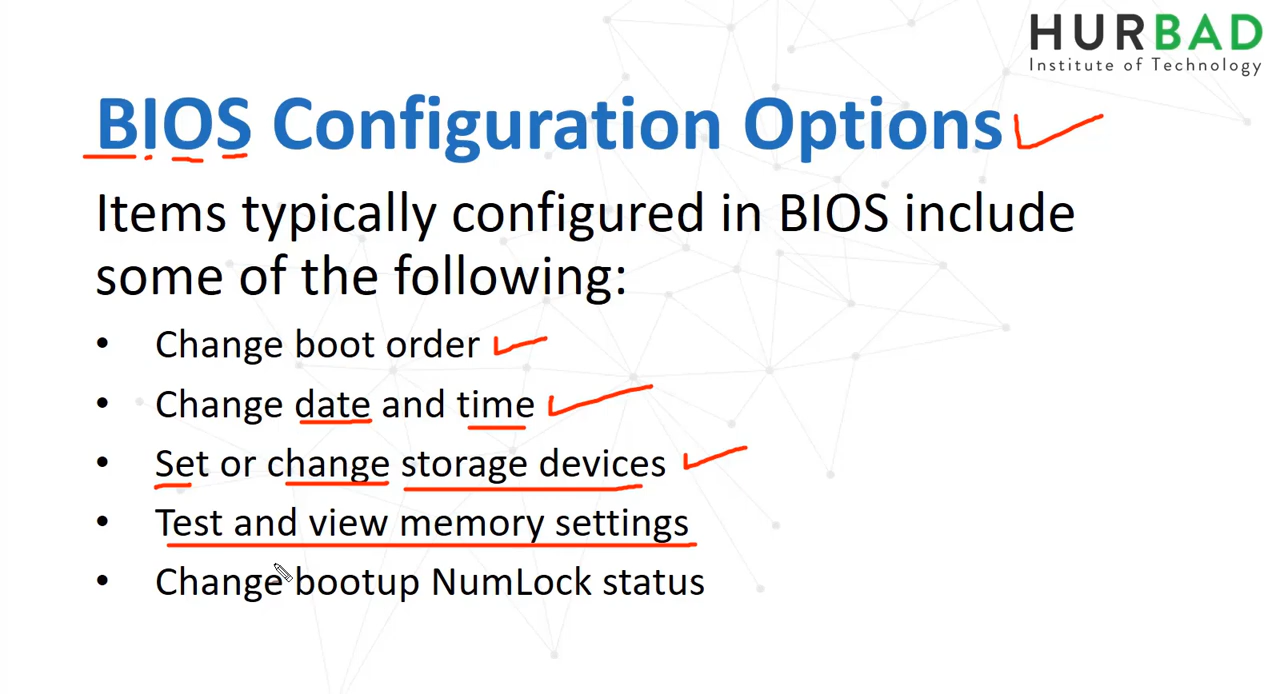 HURBAD
Institute of Technology
BIOS Configuration Options
Items typically configured in BIOS include
some of the following:
• Change boot order
• Change date and time
• Set or change storage devices
• Test and view memory settings
• Change bootup NumLock status